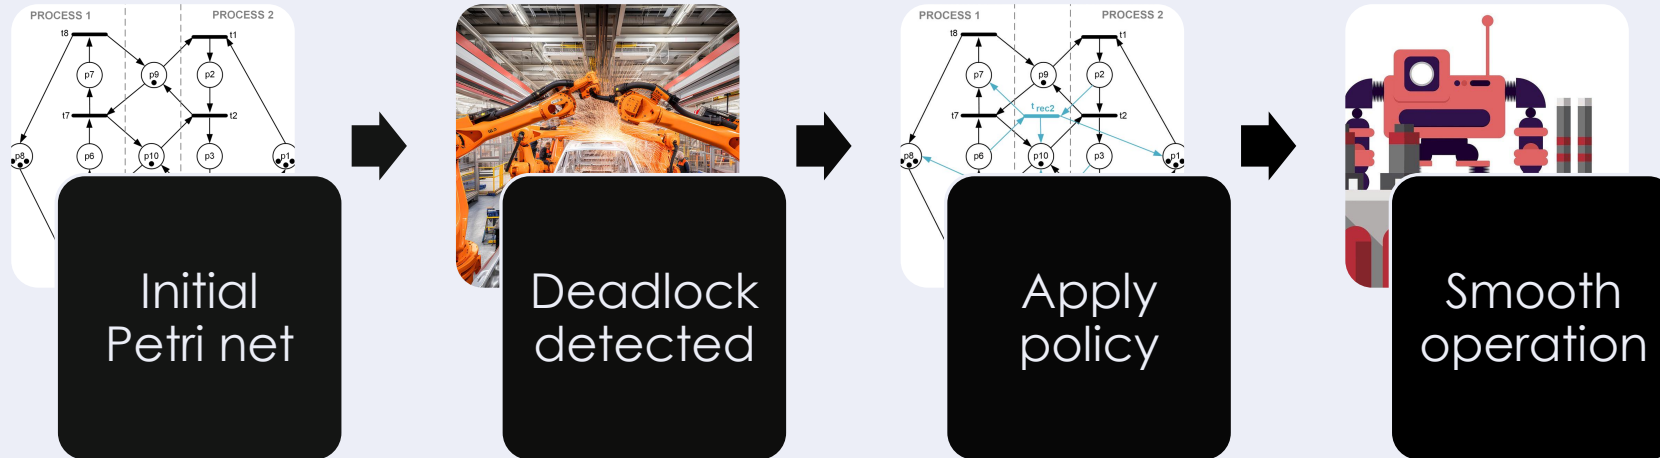 PROCESS 1
PROCESS 2
t8
t1
p7
p9
p2
t7
t2
p8
p6
p10
p3
p1
Initial
Petri net
Deadlock
detected
PROCESS 1
PROCESS 2
t8
t1
p7
p9
p2
t rec2
t7
t2
p8
p6
p10
p3
p1
Apply
policy
Smooth
operation